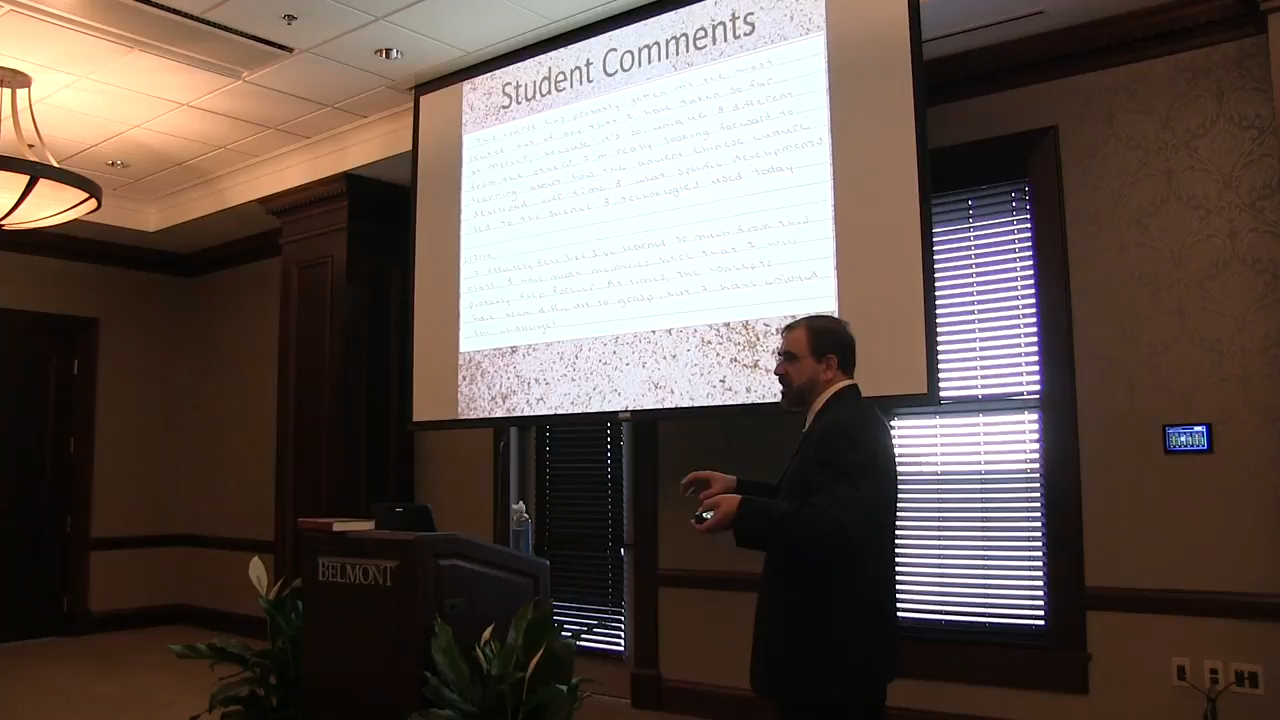 Student Comments
This course has probably gotten me the most
excited out of any that I have taken so far
at Mercer, because it's so unique & different
from the others! I'm really looking forward to
learning about how the ancient Chinese culture
developed over time & what specific developments
led to the science & technologies used today.
I definitely feel like I've learned so much from this
class & have made memories here that I will
probably keep forever. At times, the concepts
have been difficult to grasp, but I have enjoyed
the challenge!
BELMONT